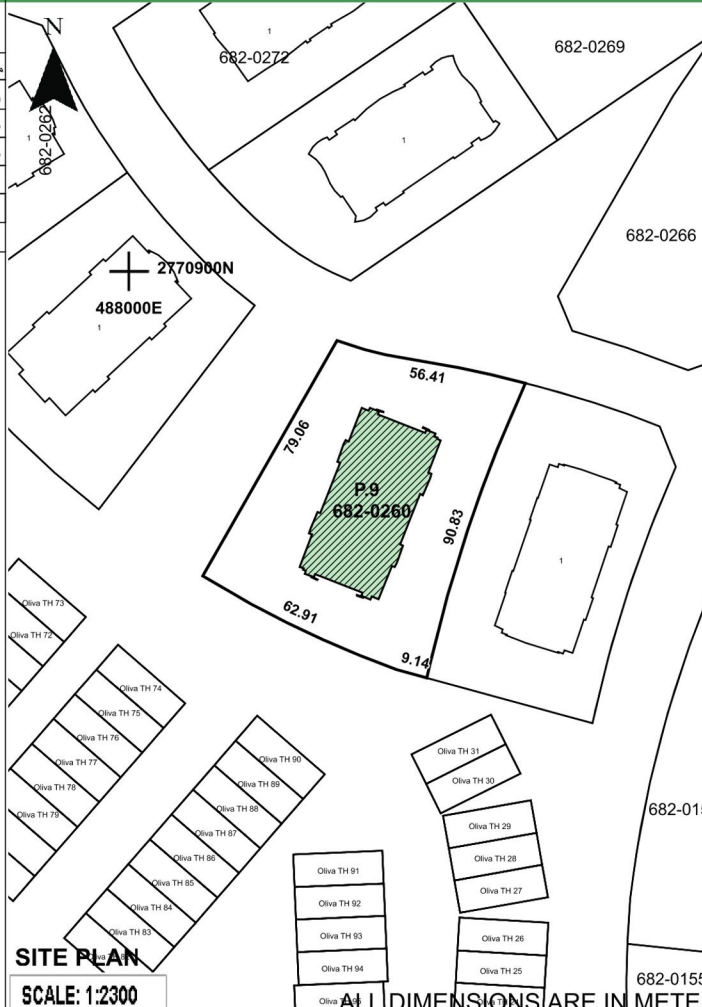 N
682-0272
1
682-0269
682-0262
1
1
682-0266
2770900N
488000E
1
56.41
79.06
P.9
682-0260
90.83
1
62.91
9.14
Oliva TH 73
Oliva TH 72
Oliva TH 74
Oliva TH 75
Oliva TH 76
Oliva TH 77
Oliva TH 78
Oliva TH 79
Oliva TH 90
Oliva TH 89
Oliva TH 88
Oliva TH 87
Oliva TH 86
Oliva TH 85
Oliva TH 84
Oliva TH 83
Oliva TH 31
Oliva TH 30
Oliva TH 29
Oliva TH 28
Oliva TH 27
Oliva TH 26
Oliva TH 25
Oliva TH 91
Oliva TH 92
Oliva TH 93
Oliva TH 94
682-015
682-0155
SITE PLAN
SCALE: 1:2300
ALL DIMENSIONS ARE IN METE